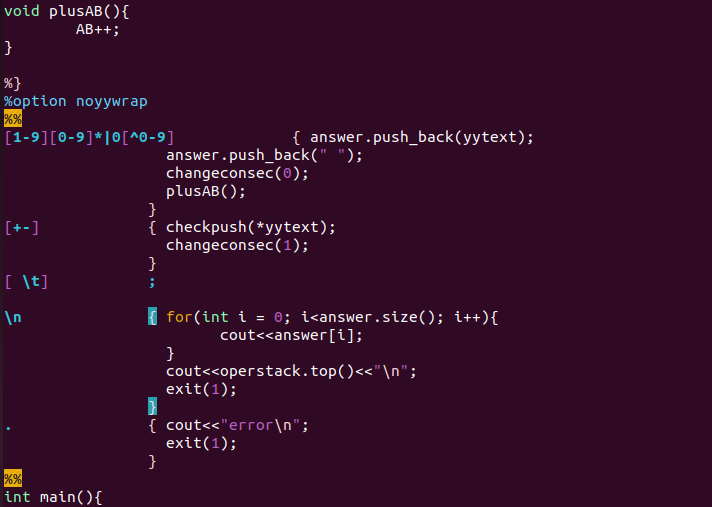 void plusAB(){
        AB++;
}

%}
%option noyywrap
%%
[1-9][0-9]*|0[^0-9]             { answer.push_back(yytext);
                  answer.push_back(" ");
                  changeconsec(0);
                  plusAB();
                }
[+-]            { checkpush(*yytext);
                  changeconsec(1);
                }
[ \t]           ;

\n              { for(int i = 0; i<answer.size(); i++){
                        cout<<answer[i];
                  }
                  cout<<operstack.top()<<"\n";
                  exit(1);
                }
.               { cout<<"error\n";
                  exit(1);
                }
%%
int main(){